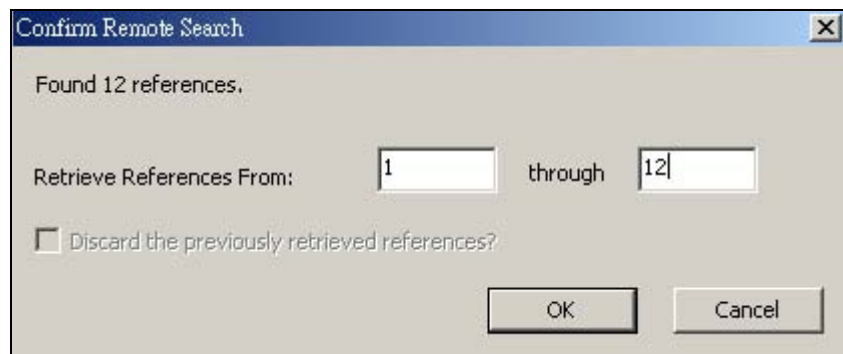 Confirm Remote Search
Found 12 references.
Retrieve References From: 1 through 12
Discard the previously retrieved references?
OK Cancel